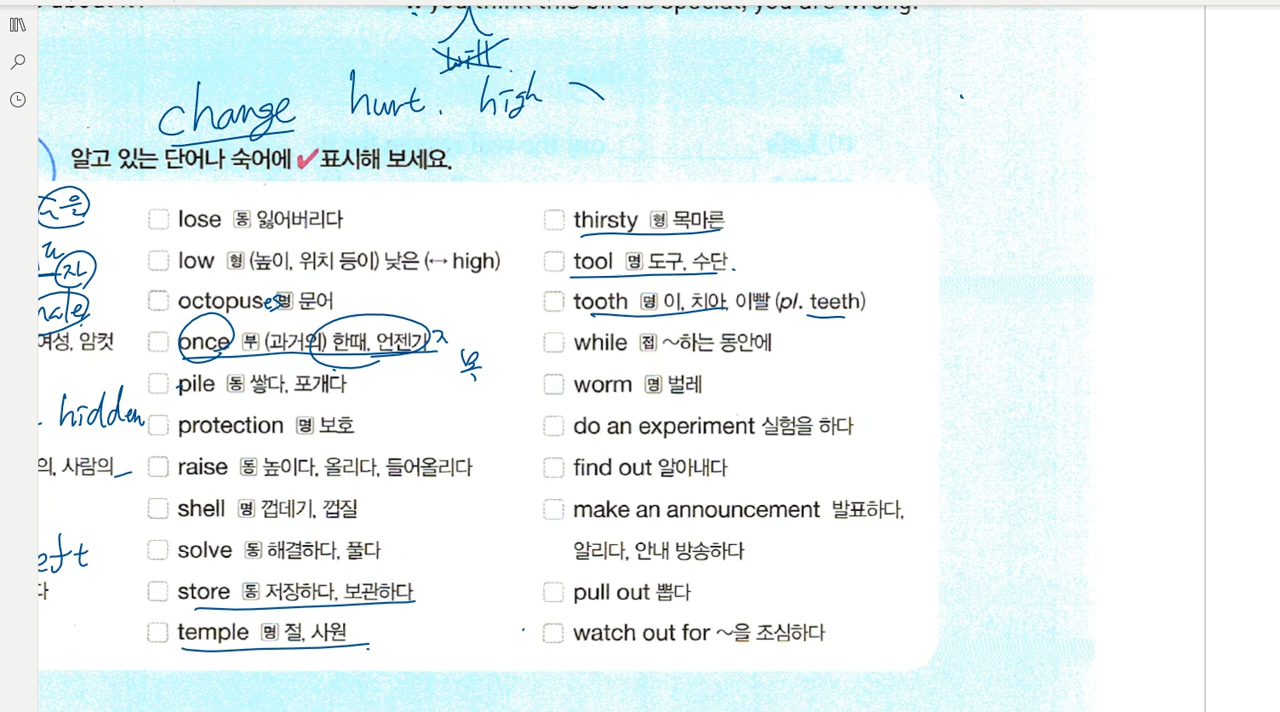 if you think this bird is special, you are wrong.
will
change hurt. high
알고 있는 단어나 숙어에 ✓표시해 보세요.
lose 동 잃어버리다
low 형 (높이, 위치 등이) 낮은 (↔ high)
octopuses 명 문어
once 부 (과거의) 한때, 언젠가
pile 동 쌓다, 포개다
protection 명 보호
raise 동 높이다, 올리다, 들어올리다
shell 명 껍데기, 껍질
solve 동 해결하다, 풀다
store 동 저장하다, 보관하다
temple 명 절, 사원
thirsty 형 목마른
tool 명 도구, 수단
tooth 명 이, 치아, 이빨 (pl. teeth)
while 접 ~하는 동안에
worm 명 벌레
do an experiment 실험을 하다
find out 알아내다
make an announcement 발표하다,
알리다, 안내 방송하다
pull out 뽑다
watch out for ~을 조심하다
여성, 암컷
hidden
의, 사람의
다